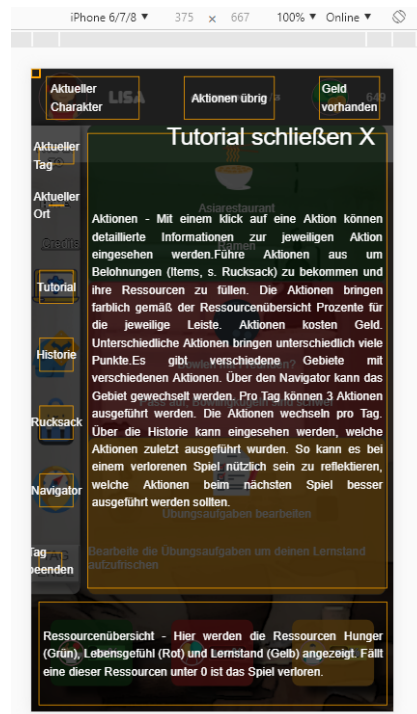 iPhone 6/7/8 ▼ 375 x 667 100% ▼ Online ▼
Aktueller
Charakter
LISA
Aktionen übrig
Geld
vorhanden
649
Tutorial schließen X
Aktueller
Tag
Aktueller
Ort
Credits
Tutorial
Historie
Rucksack
Navigator
Tag
beenden
Asiarestaurant
Ramen
Aktionen - Mit einem klick auf eine Aktion können
detaillierte Informationen zur jeweiligen Aktion
eingesehen werden.Führe Aktionen aus um
Belohnungen (Items, s. Rucksack) zu bekommen und
ihre Ressourcen zu füllen. Die Aktionen bringen
farblich gemäß der Ressourcenübersicht Prozente für
die jeweilige Leiste. Aktionen kosten Geld.
Unterschiedliche Aktionen bringen unterschiedlich viele
Punkte.Es gibt verschiedene Gebiete mit
verschiedenen Aktionen. Über den Navigator kann das
Gebiet gewechselt werden. Pro Tag können 3 Aktionen
ausgeführt werden. Die Aktionen wechseln pro Tag.
Über die Historie kann eingesehen werden, welche
Aktionen zuletzt ausgeführt wurden. So kann es bei
einem verlorenen Spiel nützlich sein zu reflektieren,
welche Aktionen beim nächsten Spiel besser
ausgeführt werden sollten.
Übungsaufgaben bearbeiten
Bearbeite die Übungsaufgaben um deinen Lernstand
aufzufrischen
Ressourcenübersicht - Hier werden die Ressourcen Hunger
(Grün), Lebensgefühl (Rot) und Lernstand (Gelb) angezeigt. Fällt
eine dieser Ressourcen unter 0 ist das Spiel verloren.